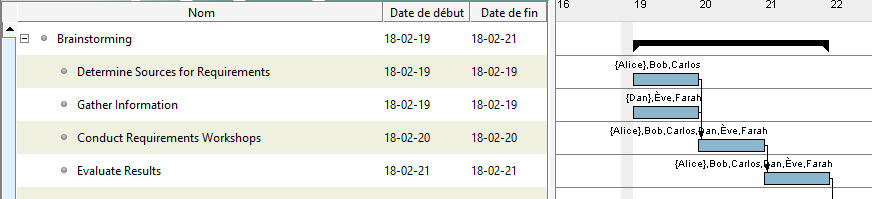 Nom Date de début Date de fin 16 20 21 22
Brainstorming 18-02-19 18-02-21
{Alice},Bob,Carlos
Determine Sources for Requirements 18-02-19 18-02-19
{Dan},Ève,Farah
Gather Information 18-02-19 18-02-19
{Alice},Bob,Carlos,Dan,Ève,Farah
Conduct Requirements Workshops 18-02-20 18-02-20
{Alice},Bob,Carlos,Dan,Ève,Farah
Evaluate Results 18-02-21 18-02-21